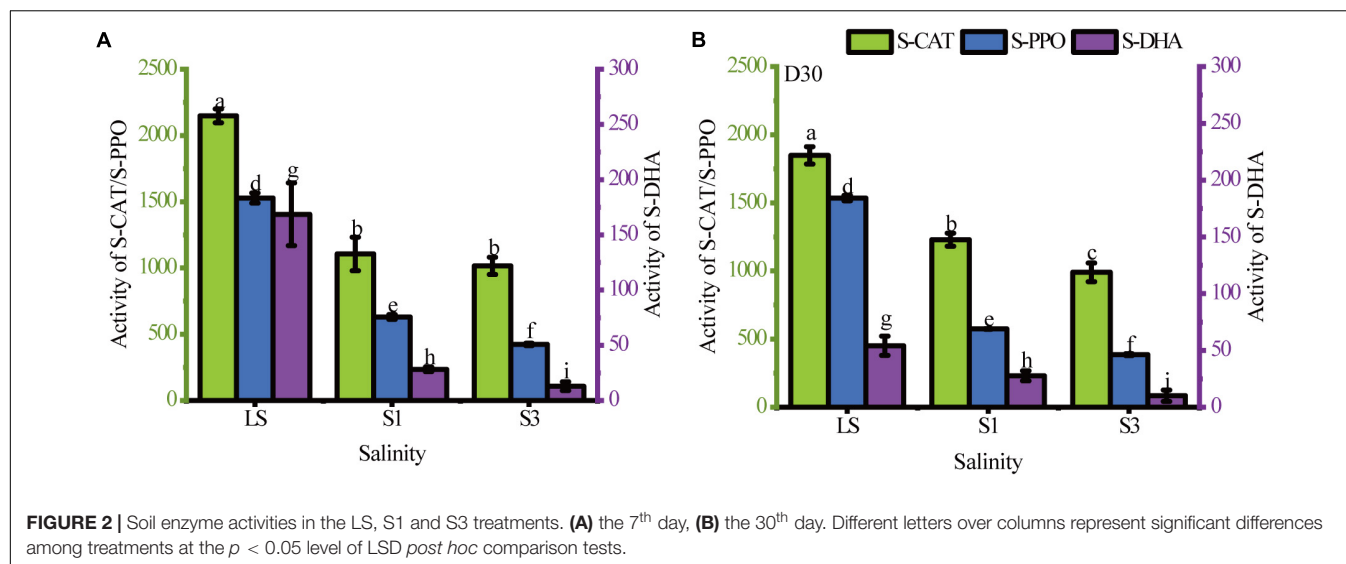 A
B
S-CAT S-PPO S-DHA
D30
Activity of S-CAT/S-PPO
2500
2000
1500
1000
500
0
a
d
g
b
e
h
b
f
i
LS S1 S3
Salinity
300
250
200
150
100
50
0
Activity of S-DHA
Activity of S-CAT/S-PPO
2500
2000
1500
1000
500
0
a
d
g
b
e
h
c
f
i
LS S1 S3
Salinity
300
250
200
150
100
50
0
Activity of S-DHA
FIGURE 2 | Soil enzyme activities in the LS, S1 and S3 treatments. (A) the 7th day, (B) the 30th day. Different letters over columns represent significant differences
among treatments at the p < 0.05 level of LSD post hoc comparison tests.